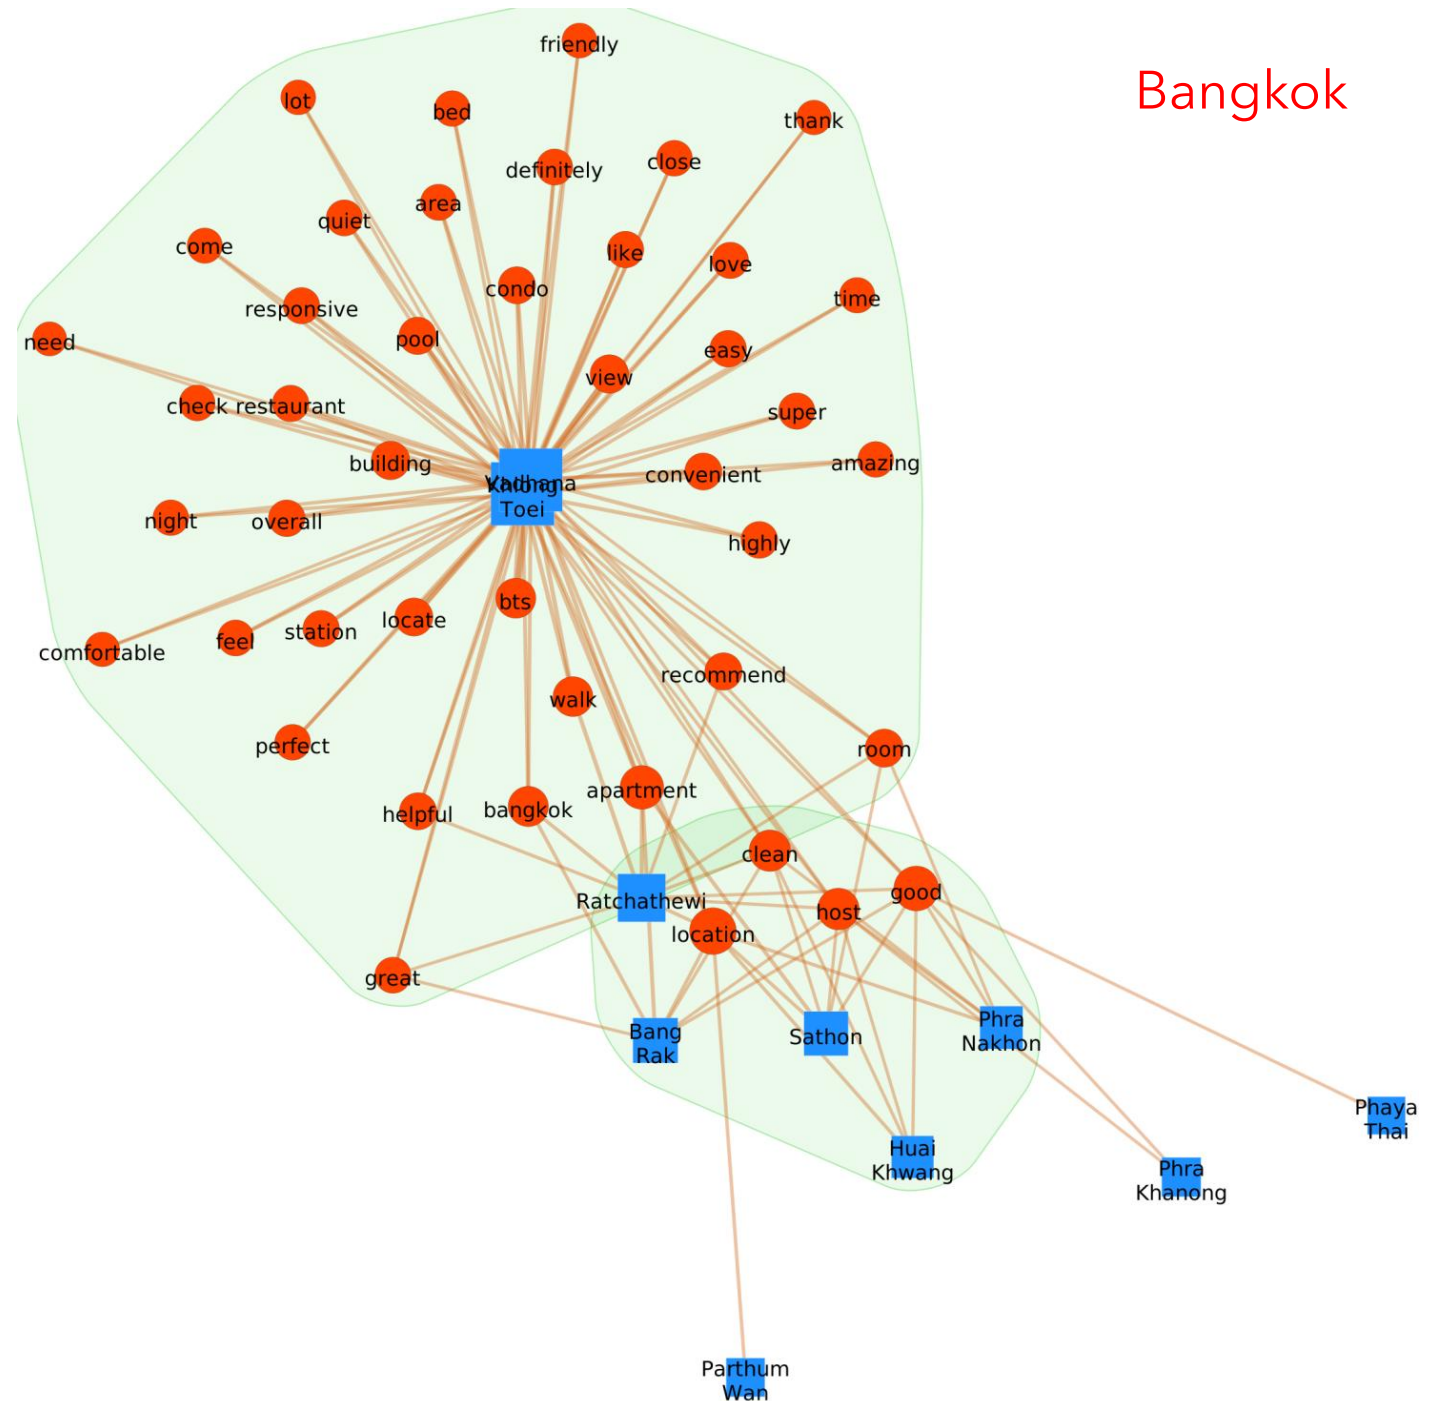 friendly
Bangkok
lot
bed
thank
definitely
close
area
quiet
come
like
love
condo
time
responsive
need
pool
easy
view
check
restaurant
super
building
convenient
amazing
Vadhana
Khlong
Toei
night
overall
highly
bts
locate
station
feel
comfortable
recommend
walk
perfect
room
apartment
helpful
bangkok
clean
good
Ratchathewi
host
location
great
Bang
Rak
Sathon
Phra
Nakhon
Phaya
Thai
Huai
Khwang
Phra
Khanong
Parthum
Wan